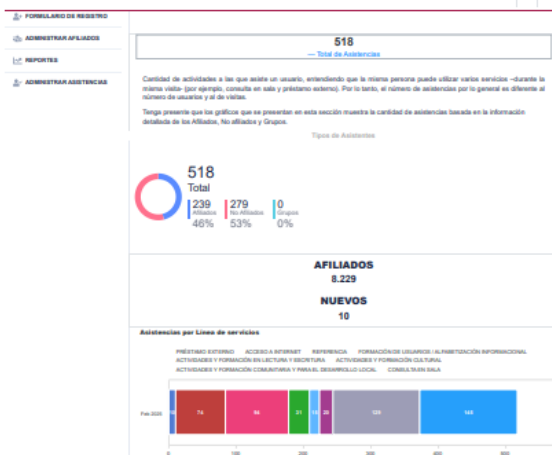 FORMULARIO DE REGISTRO
ADMINISTRAR AFILIADOS
REPORTES
ADMINISTRAR ASISTENCIAS
518
— Total de Asistencias
Cantidad de actividades a las que asiste un usuario, entendiendo que la misma persona puede utilizar varios servicios –durante la
misma visita- (por ejemplo, consulta en sala y préstamo externo). Por lo tanto, el número de asistencias por lo general es diferente al
número de usuarios y al de visitas.
Tenga presente que los gráficos que se presentan en esta sección muestra la cantidad de asistencias basada en la información
detallada de los Afiliados, No afiliados y Grupos.
Tipos de Asistentes
518
Total
239 279 0
Afiliados No Afiliados Grupos
46% 53% 0%
AFILIADOS
8.229
NUEVOS
10
Asistencias por Línea de servicios
PRÉSTAMO EXTERNO ACCESO A INTERNET REFERENCIA FORMACIÓN DE USUARIOS / ALFABETIZACIÓN INFORMACIONAL
ACTIVIDADES Y FORMACIÓN EN LECTURA Y ESCRITURA ACTIVIDADES Y FORMACIÓN CULTURAL
ACTIVIDADES Y FORMACIÓN COMUNITARIA Y PARA EL DESARROLLO LOCAL CONSULTA EN SALA
Feb 2025 74 31 20
0 100 200 300 400 500